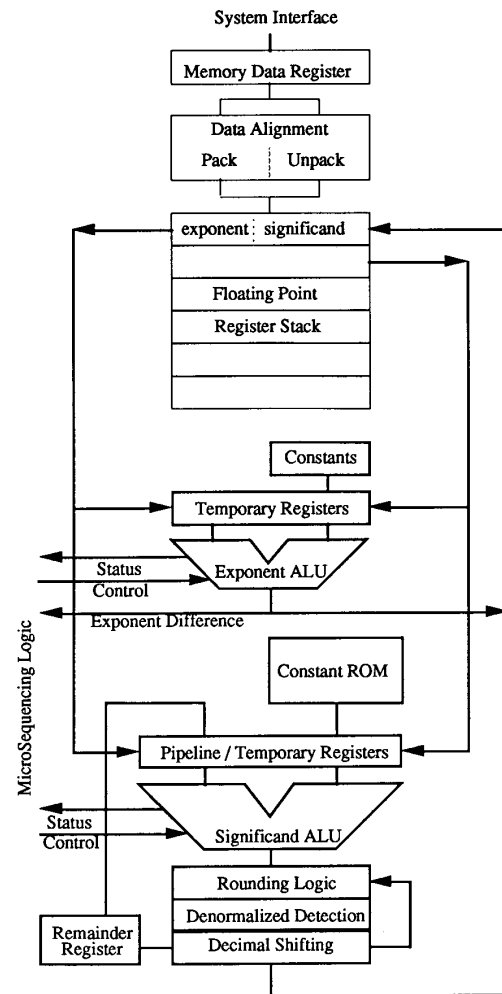 System Interface
Memory Data Register
Data Alignment
Pack Unpack
exponent significand
Floating Point
Register Stack
Constants
Temporary Registers
Exponent ALU
Status
Control
Exponent Difference
MicroSequencing Logic
Constant ROM
Pipeline / Temporary Registers
Significand ALU
Status
Control
Rounding Logic
Denormalized Detection
Decimal Shifting
Remainder
Register